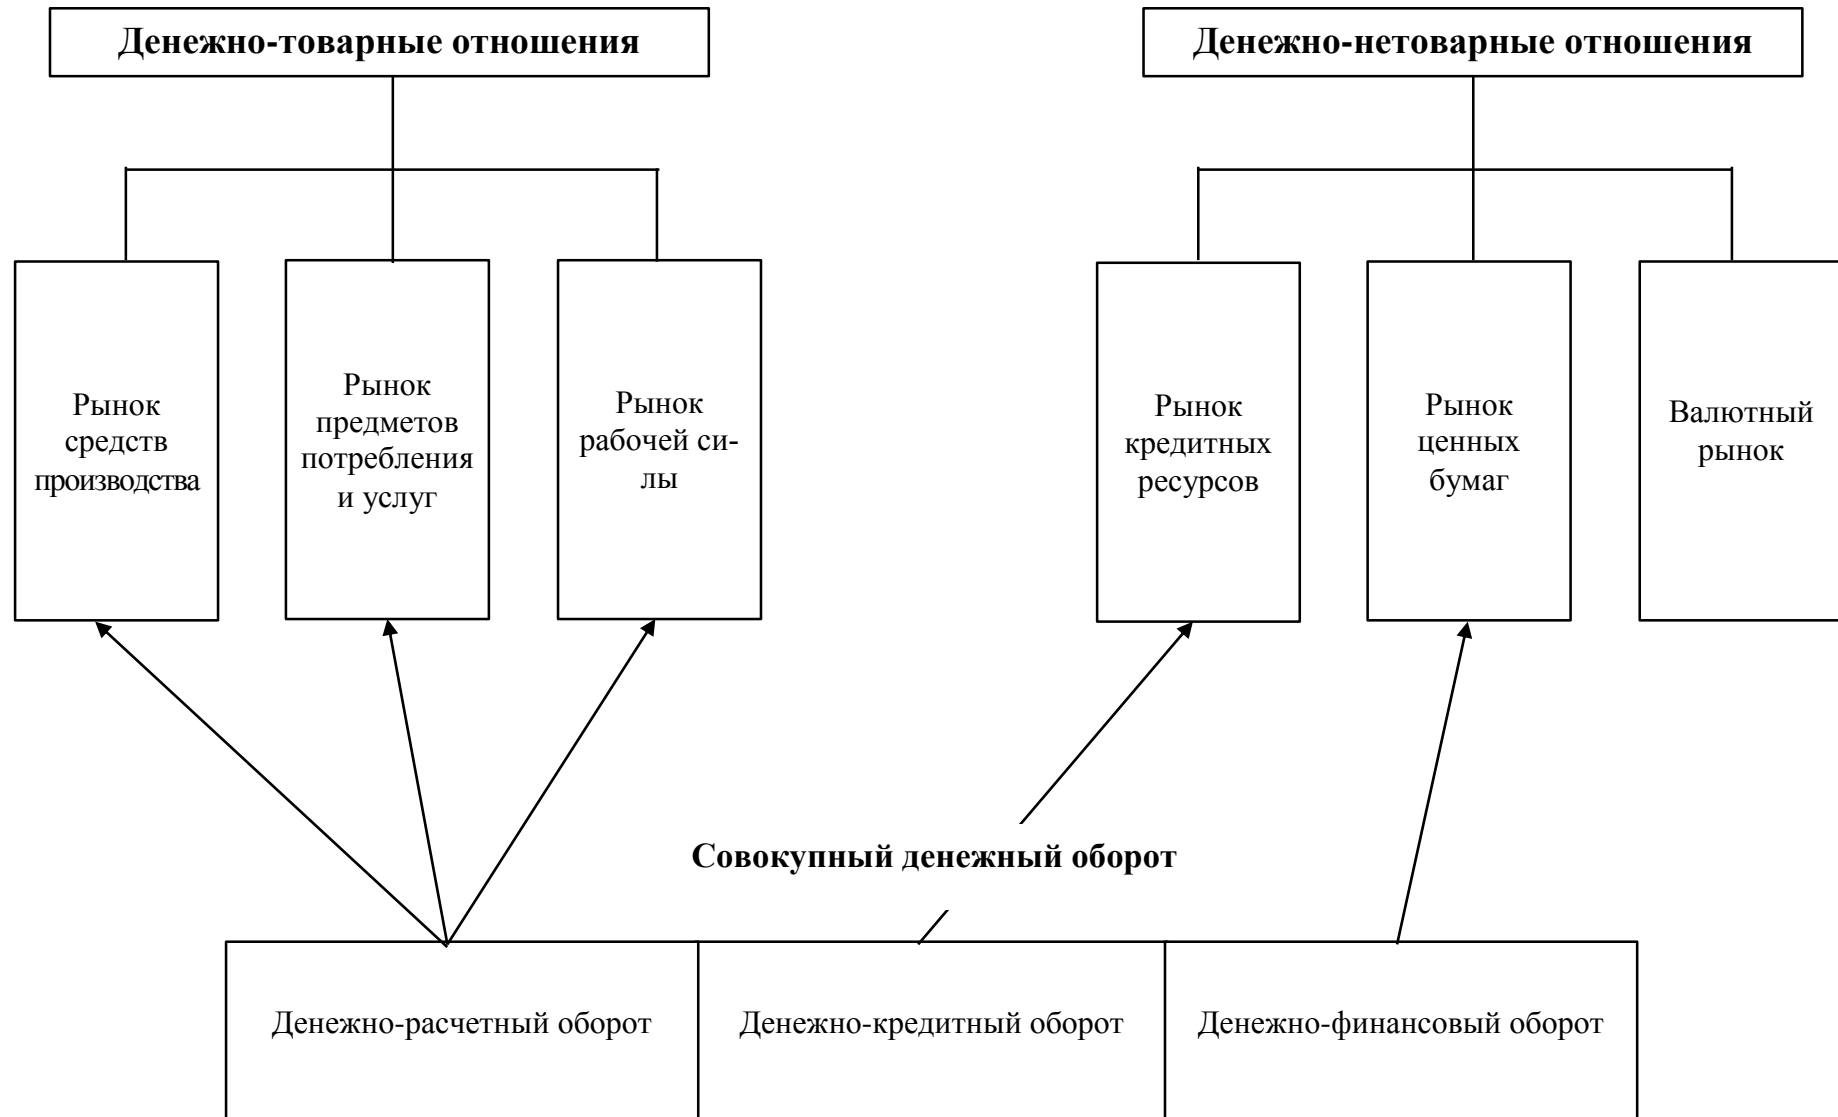 Денежно-товарные отношения
Денежно-нетоварные отношения
Рынок
средств
производства
Рынок
предметов
потребления
и услуг
Рынок
рабочей си-
лы
Рынок
кредитных
ресурсов
Рынок
ценных
бумаг
Валютный
рынок
Совокупный денежный оборот
Денежно-расчетный оборот
Денежно-кредитный оборот
Денежно-финансовый оборот